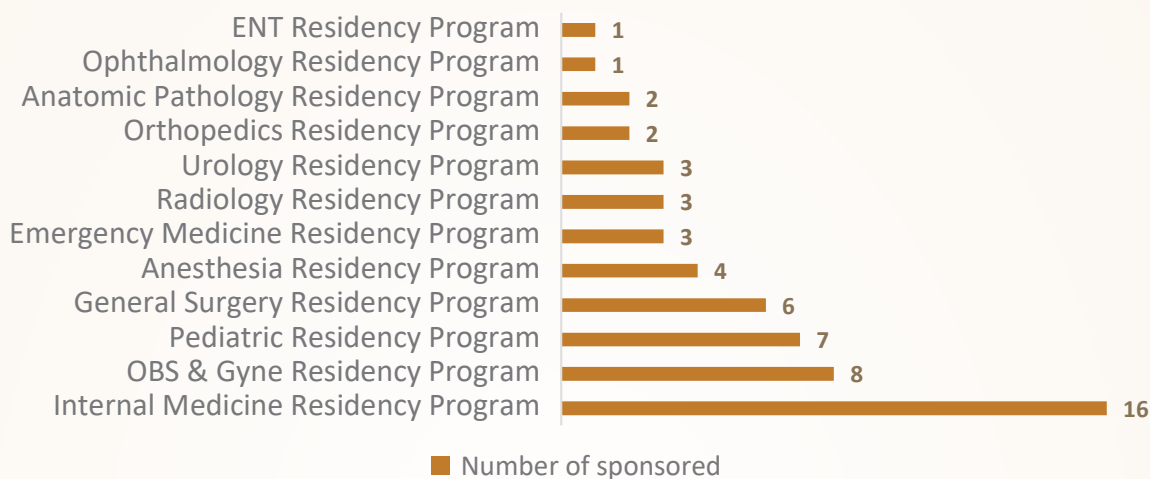 ENT Residency Program 1
Ophthalmology Residency Program 1
Anatomic Pathology Residency Program 2
Orthopedics Residency Program 2
Urology Residency Program 3
Radiology Residency Program 3
Emergency Medicine Residency Program 3
Anesthesia Residency Program 4
General Surgery Residency Program 6
Pediatric Residency Program 7
OBS & Gyne Residency Program 8
Internal Medicine Residency Program 16
Number of sponsored